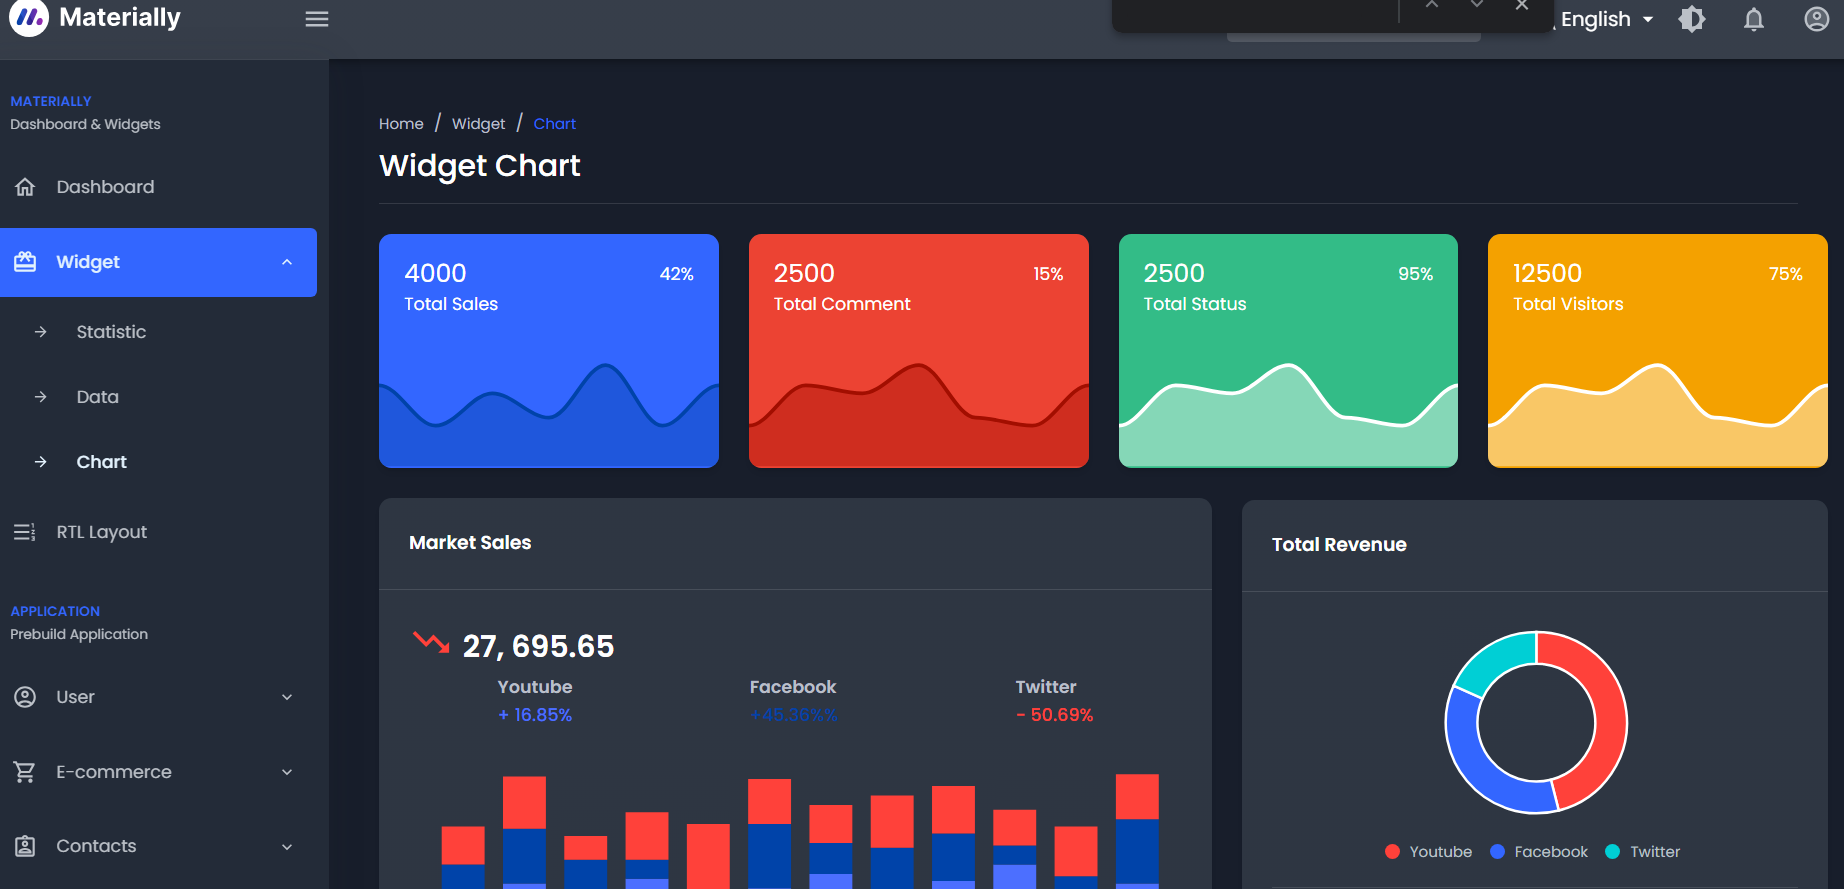 Materially
English
MATERIALLY
Dashboard & Widgets
Dashboard
Widget
Statistic
Data
Chart
RTL Layout
APPLICATION
Prebuild Application
User
E-commerce
Contacts
Home / Widget / Chart
Widget Chart
4000 42%
Total Sales
2500 15%
Total Comment
2500 95%
Total Status
12500 75%
Total Visitors
Market Sales
27, 695.65
Youtube Facebook Twitter
+ 16.85% +45.36%% - 50.69%
Total Revenue
Youtube Facebook Twitter